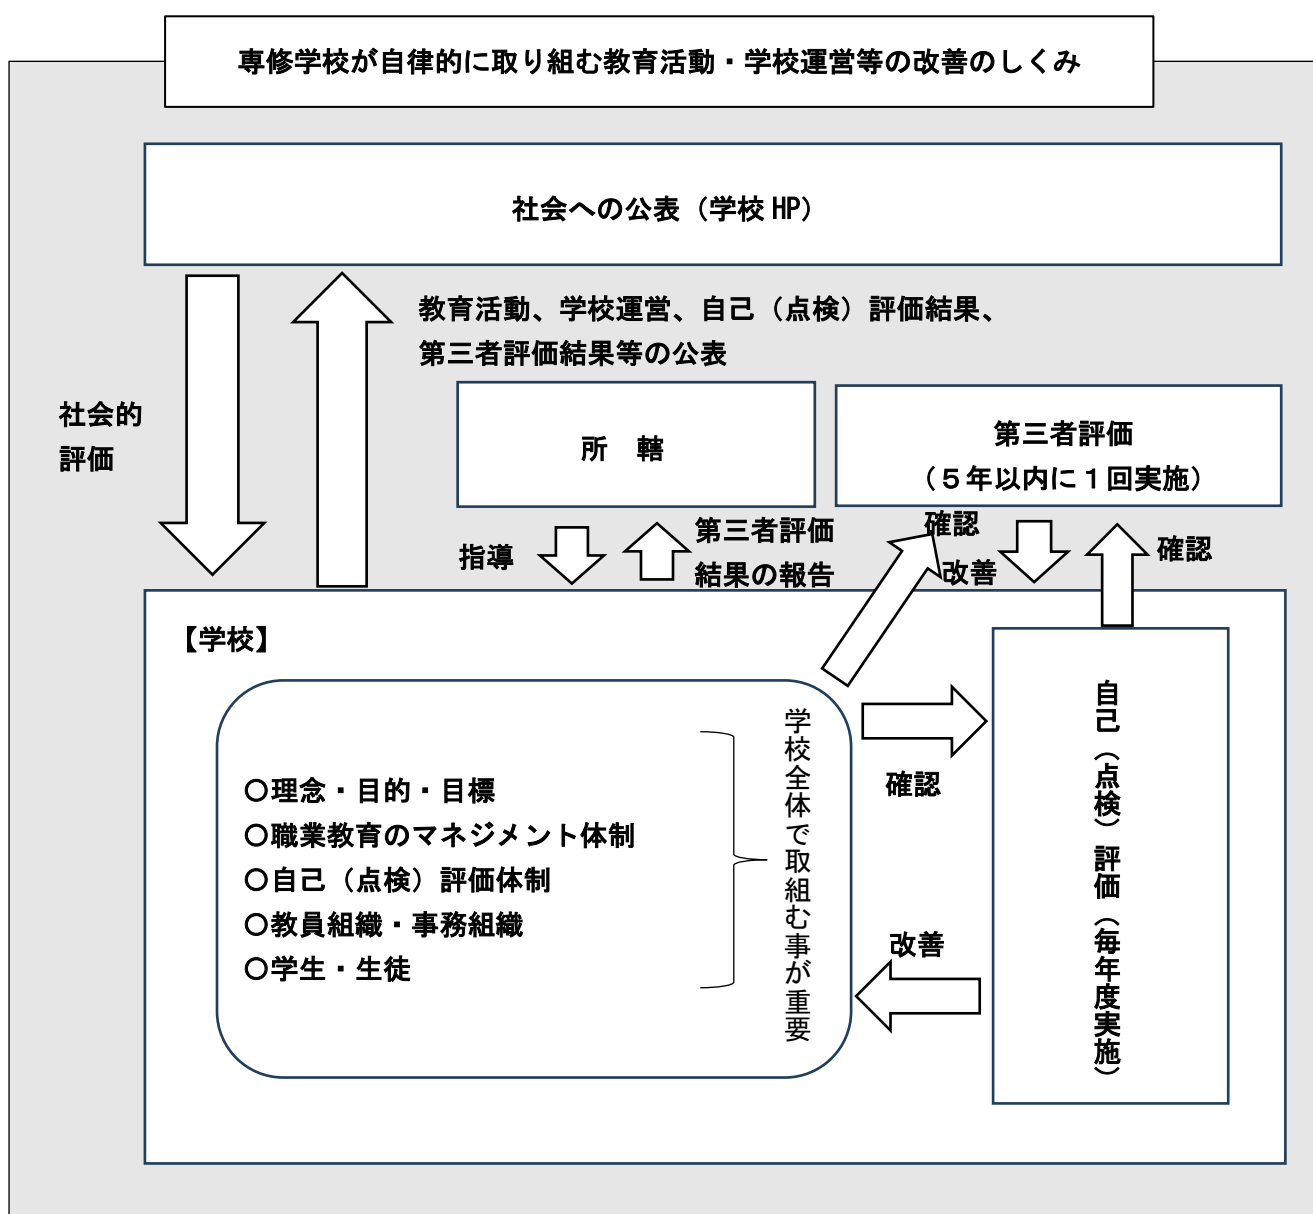 専修学校が自律的に取り組む教育活動・学校運営等の改善のしくみ
社会への公表（学校 HP）
教育活動、学校運営、自己（点検）評価結果、
第三者評価結果等の公表
社会的
評価
所　轄
第三者評価
（５年以内に１回実施）
指導
第三者評価
結果の報告
確認
改善
確認
【学校】
〇理念・目的・目標
〇職業教育のマネジメント体制
〇自己（点検）評価体制
〇教員組織・事務組織
〇学生・生徒
学校全体で取組む事が重要
確認
改善
自己（点検）評価（毎年度実施）